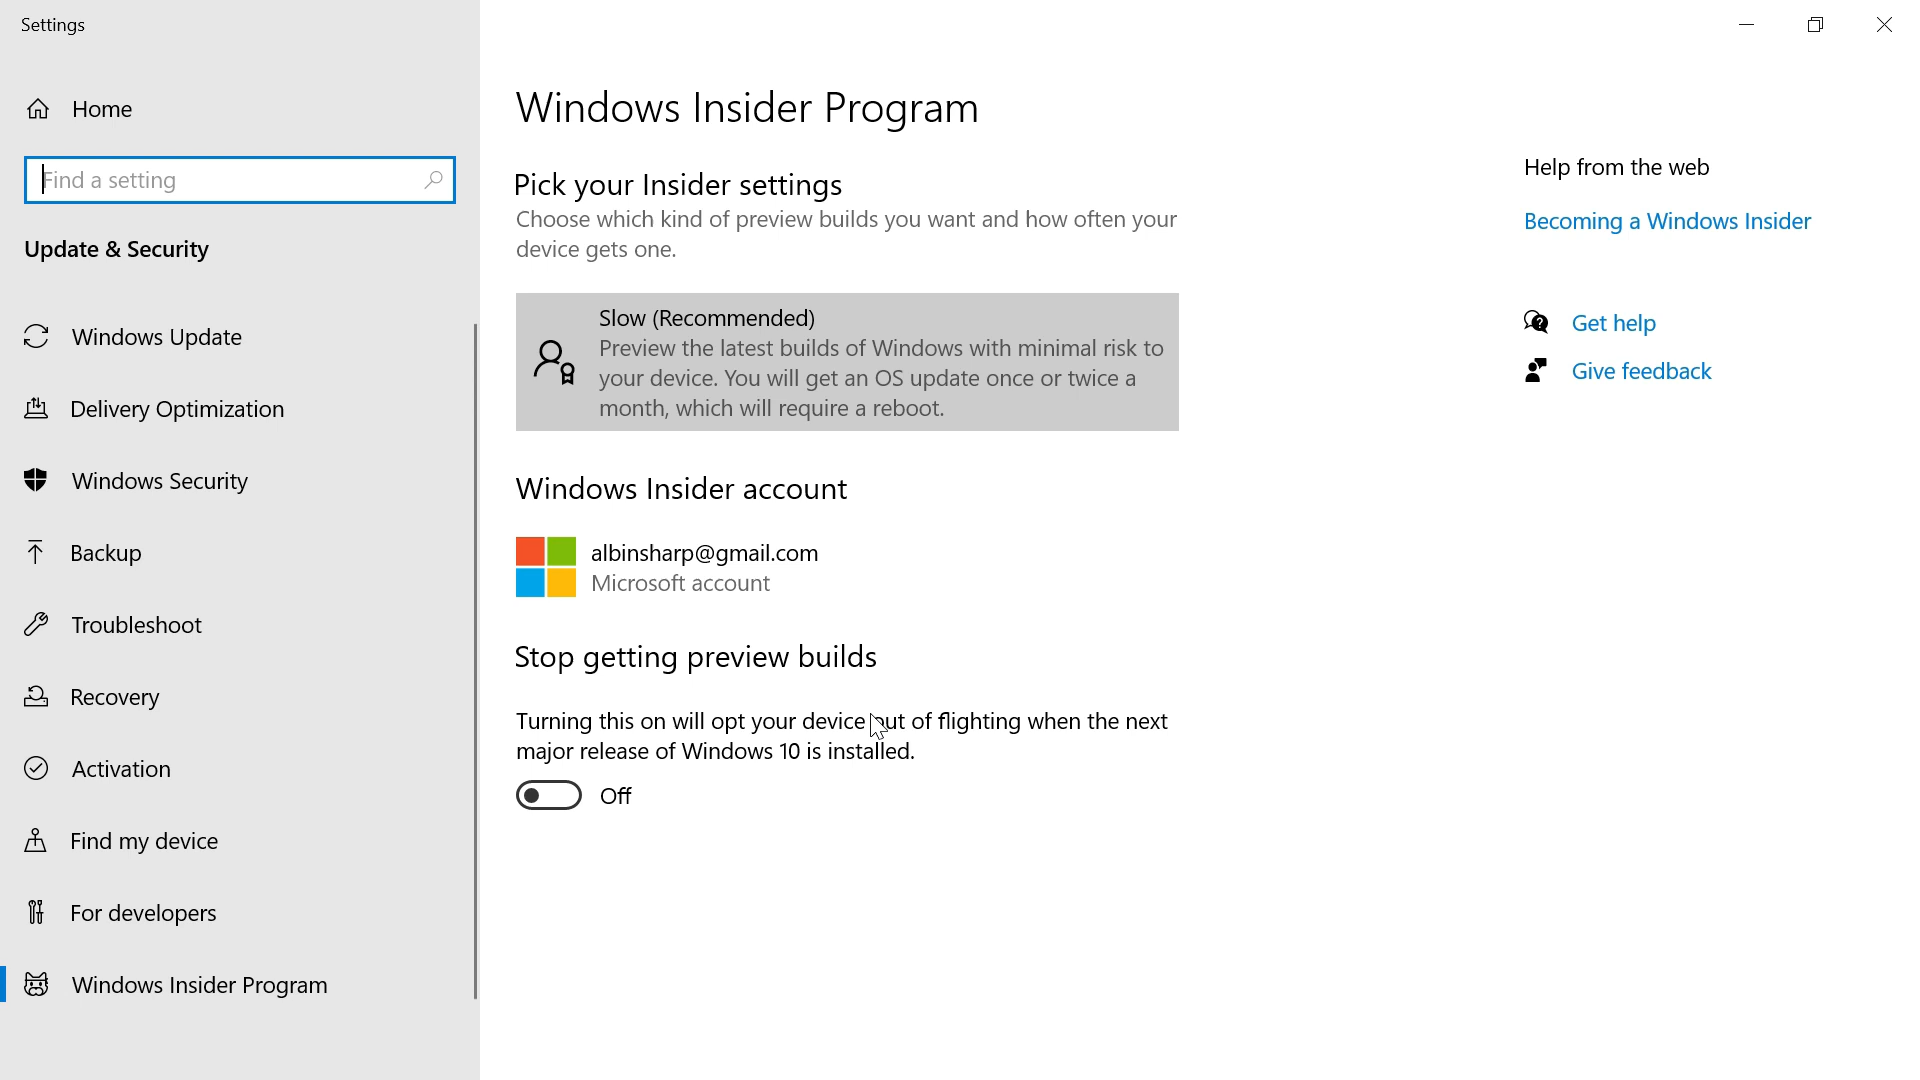 Settings
Home
Find a setting
Update & Security
Windows Update
Delivery Optimization
Windows Security
Backup
Troubleshoot
Recovery
Activation
Find my device
For developers
Windows Insider Program
Windows Insider Program
Pick your Insider settings
Choose which kind of preview builds you want and how often your
device gets one.
Slow (Recommended)
Preview the latest builds of Windows with minimal risk to
your device. You will get an OS update once or twice a
month, which will require a reboot.
Windows Insider account
albinsharp@gmail.com
Microsoft account
Stop getting preview builds
Turning this on will opt your device out of flighting when the next
major release of Windows 10 is installed.
Off
Help from the web
Becoming a Windows Insider
Get help
Give feedback